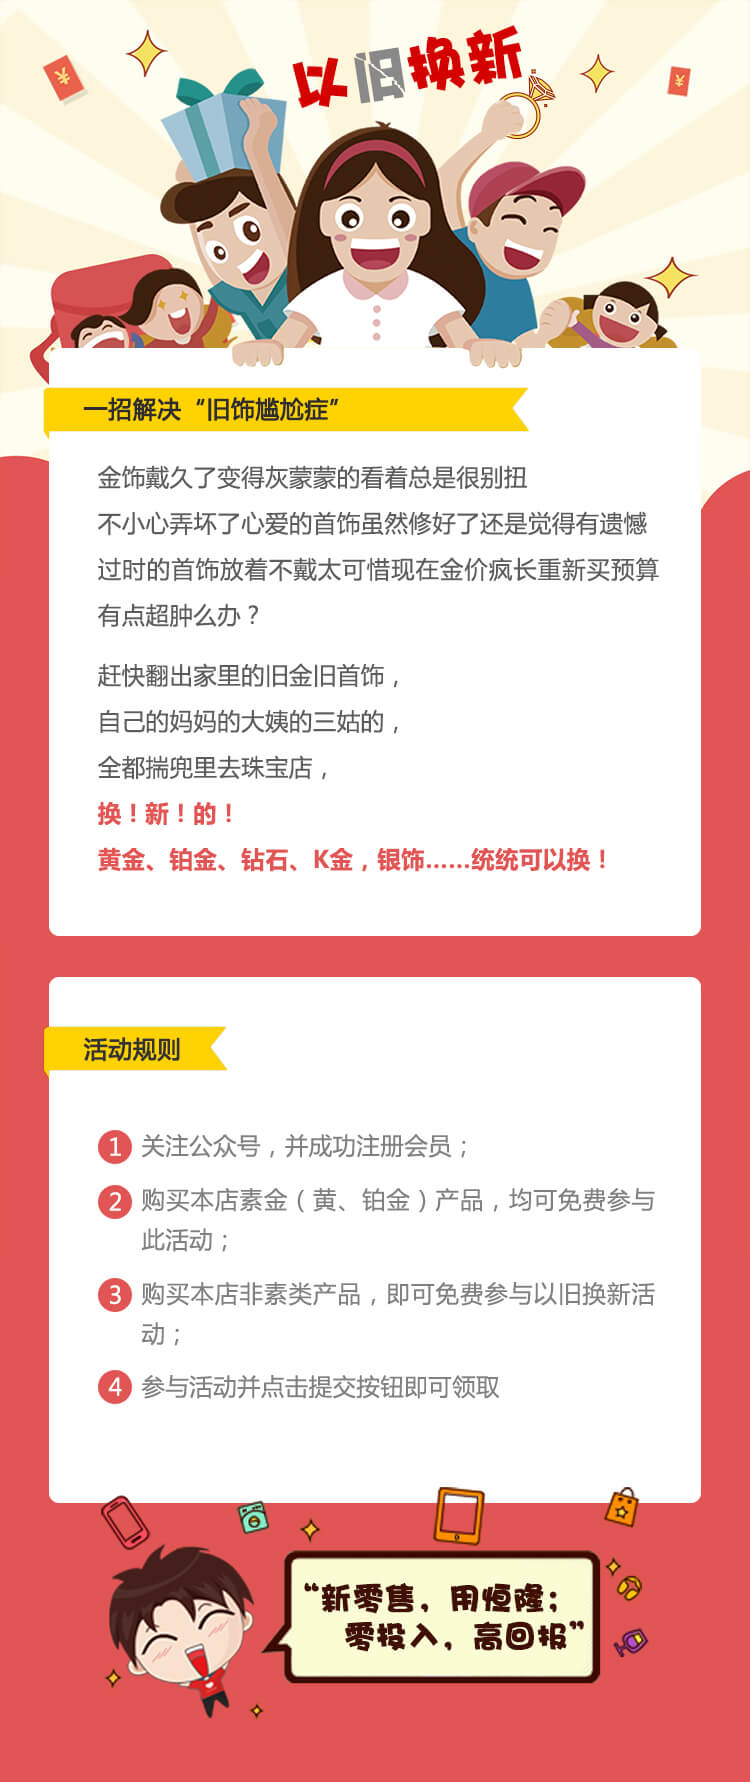 ¥
¥
以旧换新
一招解决“旧饰尴尬症”
金饰戴久了变得灰蒙蒙的看着总是很别扭
不小心弄坏了心爱的首饰虽然修好了还是觉得有遗憾
过时的首饰放着不戴太可惜现在金价疯长重新买预算
有点超肿么办？
赶快翻出家里的旧金旧首饰，
自己的妈妈的大姨的三姑的，
全都揣兜里去珠宝店，
换！新！的！
黄金、铂金、钻石、K金，银饰……统统可以换！
活动规则
1 关注公众号，并成功注册会员；
2 购买本店素金（黄、铂金）产品，均可免费参与
此活动；
3 购买本店非素类产品，即可免费参与以旧换新活
动；
4 参与活动并点击提交按钮即可领取
“新零售，用恒隆；
零投入，高回报”